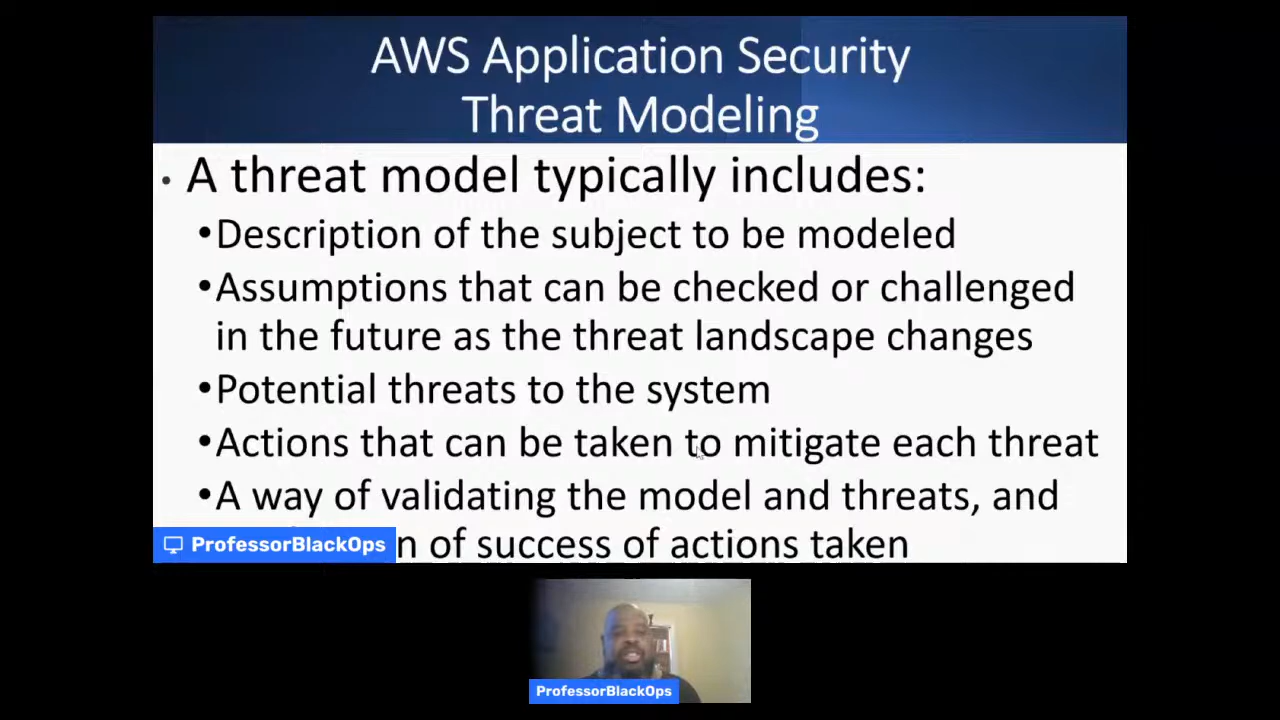 AWS Application Security
Threat Modeling
• A threat model typically includes:
•Description of the subject to be modeled
•Assumptions that can be checked or challenged
in the future as the threat landscape changes
•Potential threats to the system
•Actions that can be taken to mitigate each threat
•A way of validating the model and threats, and
of success of actions taken
ProfessorBlackOps
ProfessorBlackOps